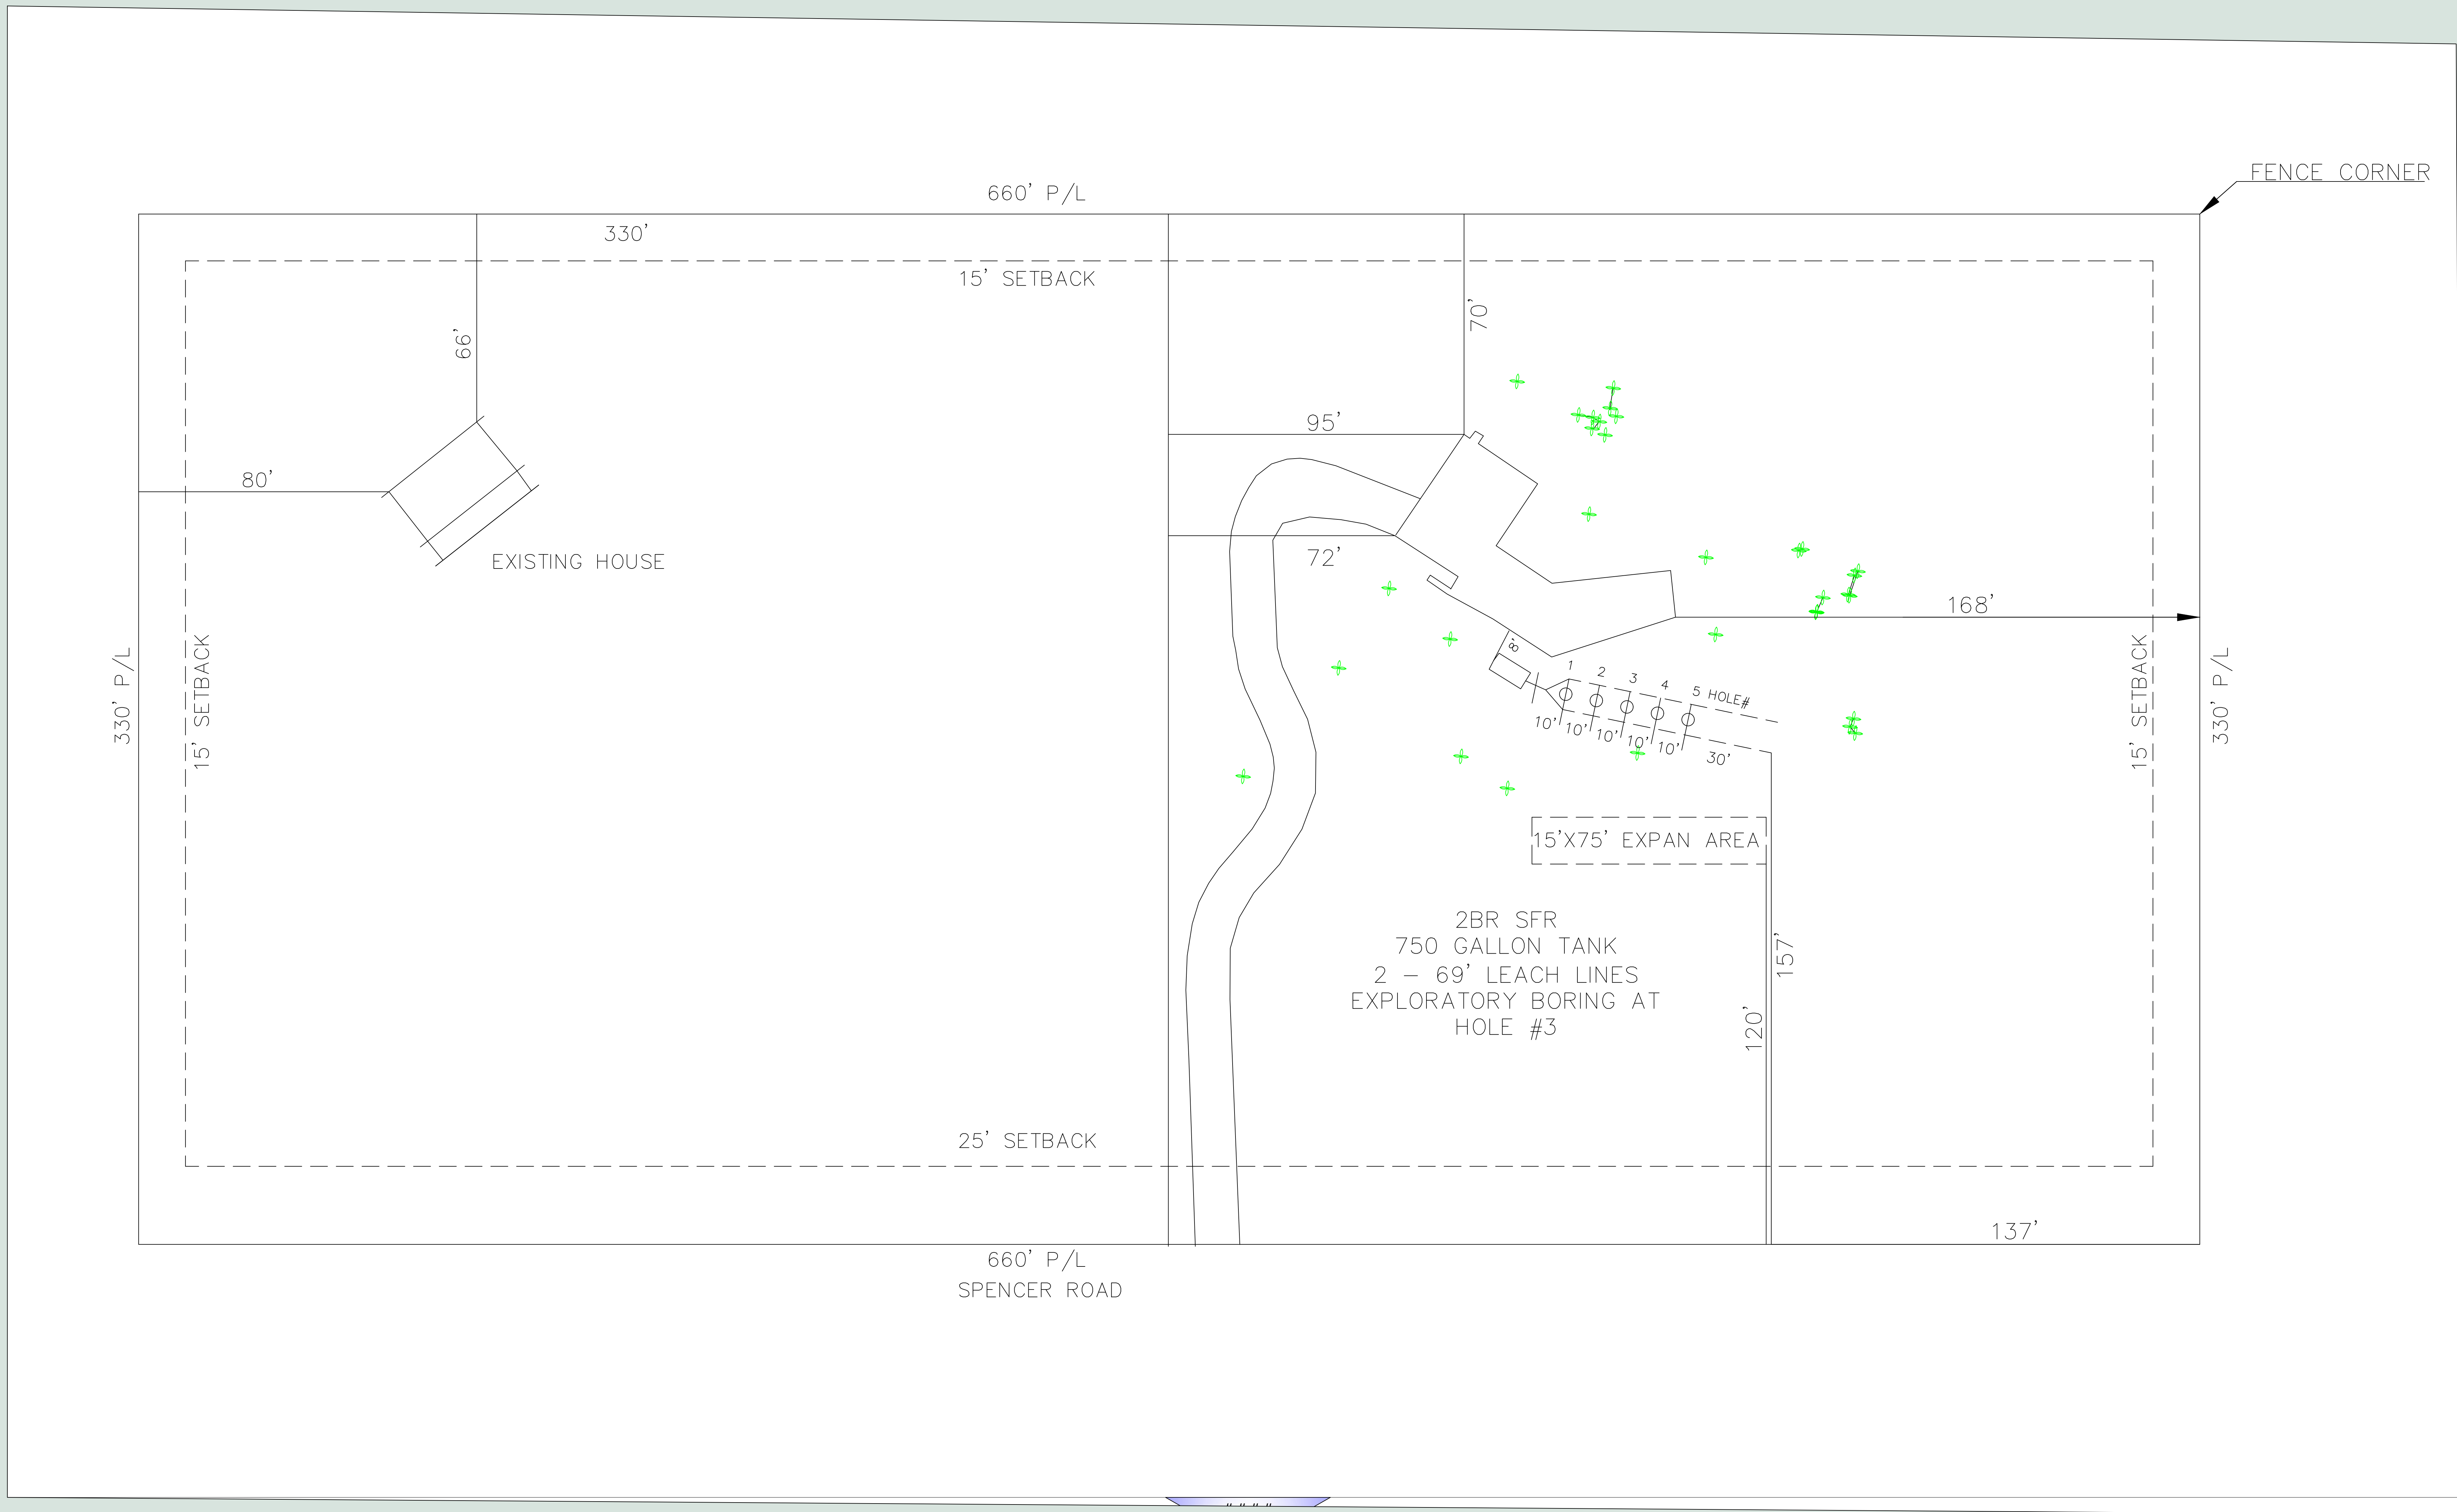 FENCE CORNER
660' P/L
330'
15' SETBACK
66'
70'
95'
80'
72'
EXISTING HOUSE
168'
330' P/L
15' SETBACK
8'
15' SETBACK
330' P/L
1 2 3 4 5 HOLE#
10' 10' 10' 10' 10' 30'
15'X75' EXPAN AREA
2BR SFR
750 GALLON TANK
2 - 69' LEACH LINES
EXPLORATORY BORING AT
HOLE #3
157'
120'
25' SETBACK
137'
660' P/L
SPENCER ROAD